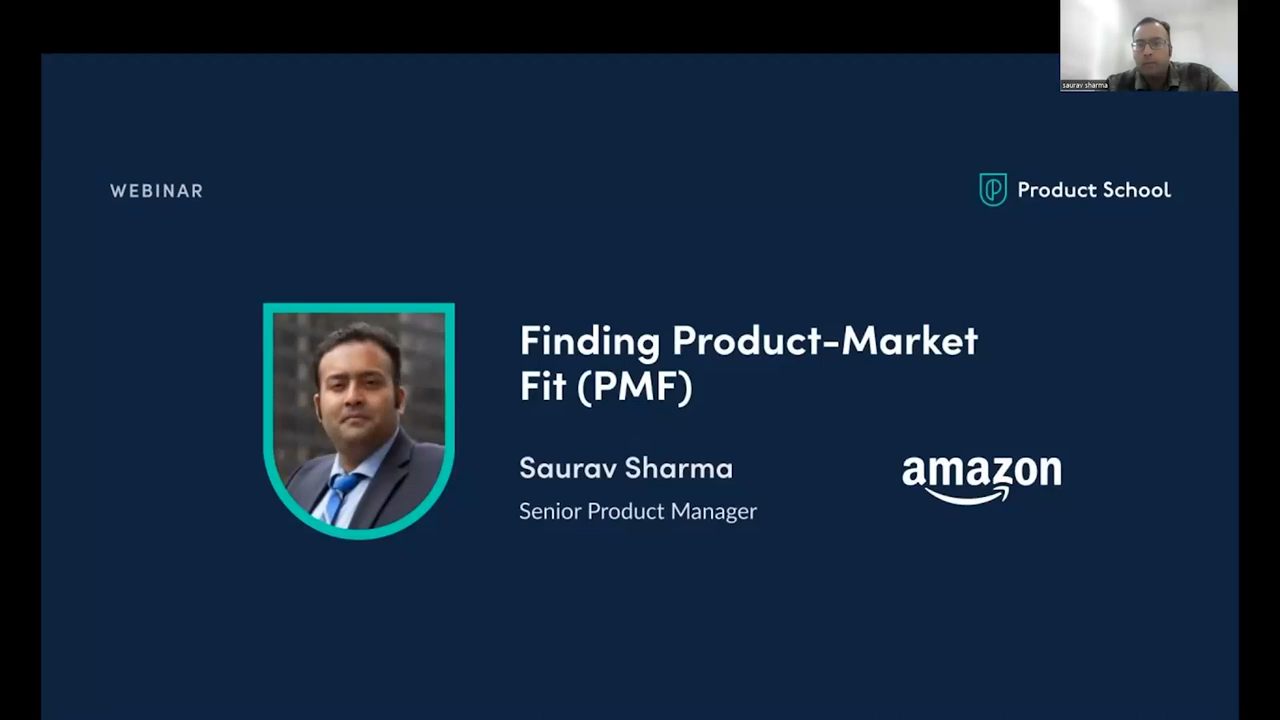 saurav sharma
WEBINAR
Product School
Finding Product-Market
Fit (PMF)
Saurav Sharma
Senior Product Manager
amazon